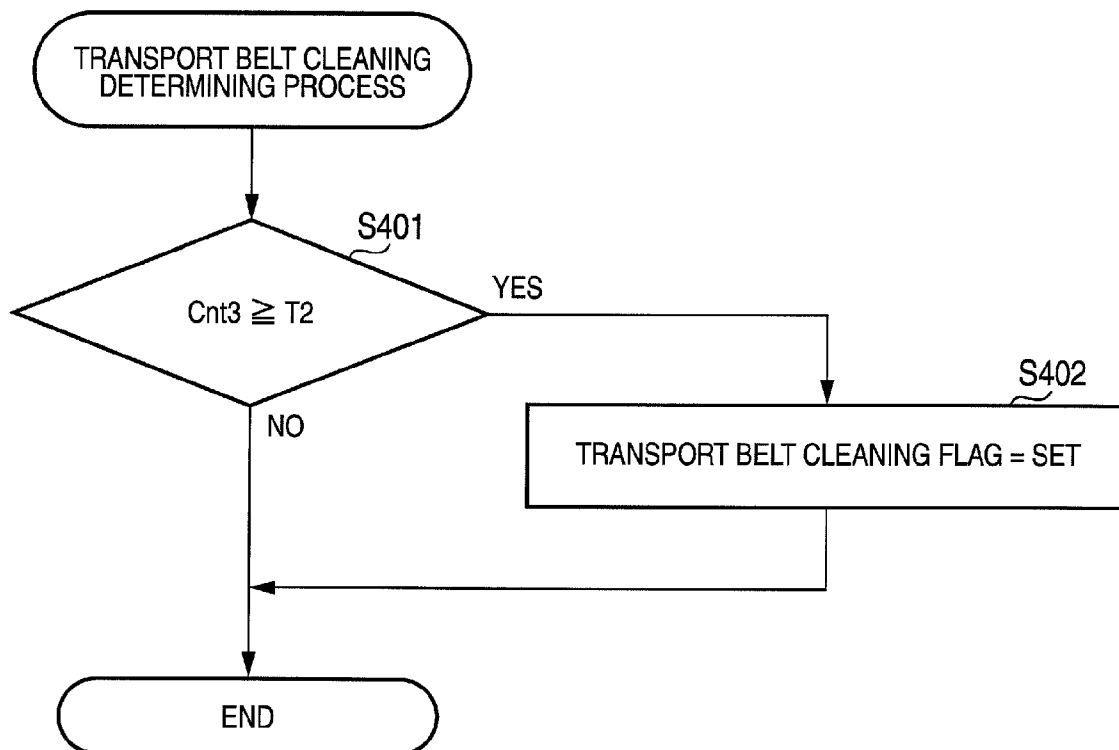 TRANSPORT BELT CLEANING
DETERMINING PROCESS
S401
Cnt3 ≧ T2
YES
S402
NO
TRANSPORT BELT CLEANING FLAG = SET
END